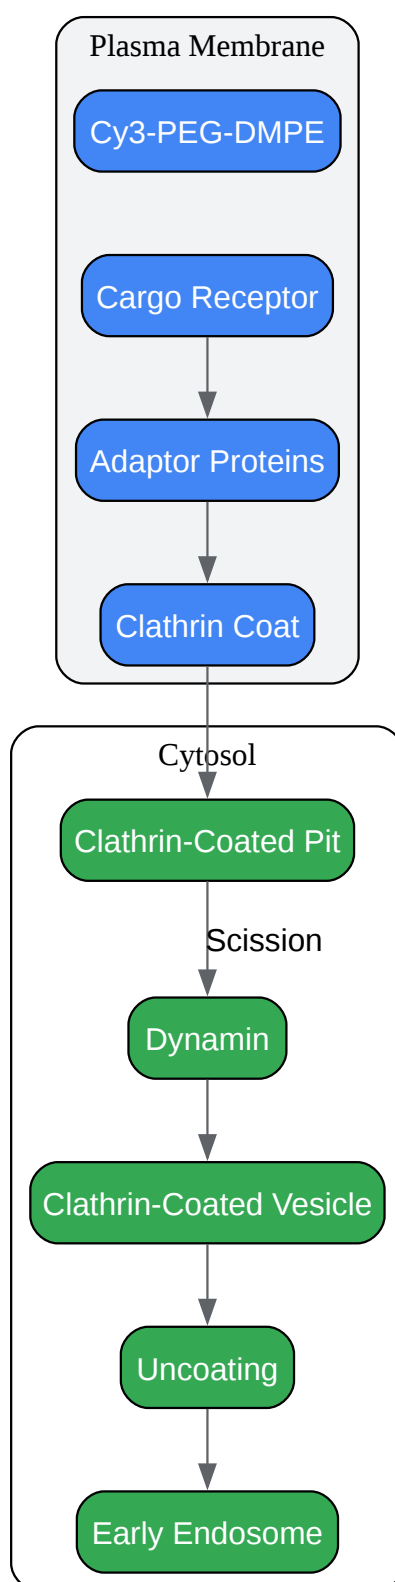 Plasma Membrane
Cy3-PEG-DMPE
Cargo Receptor
Adaptor Proteins
Clathrin Coat
Cytosol
Clathrin-Coated Pit
Scission
Dynamin
Clathrin-Coated Vesicle
Uncoating
Early Endosome